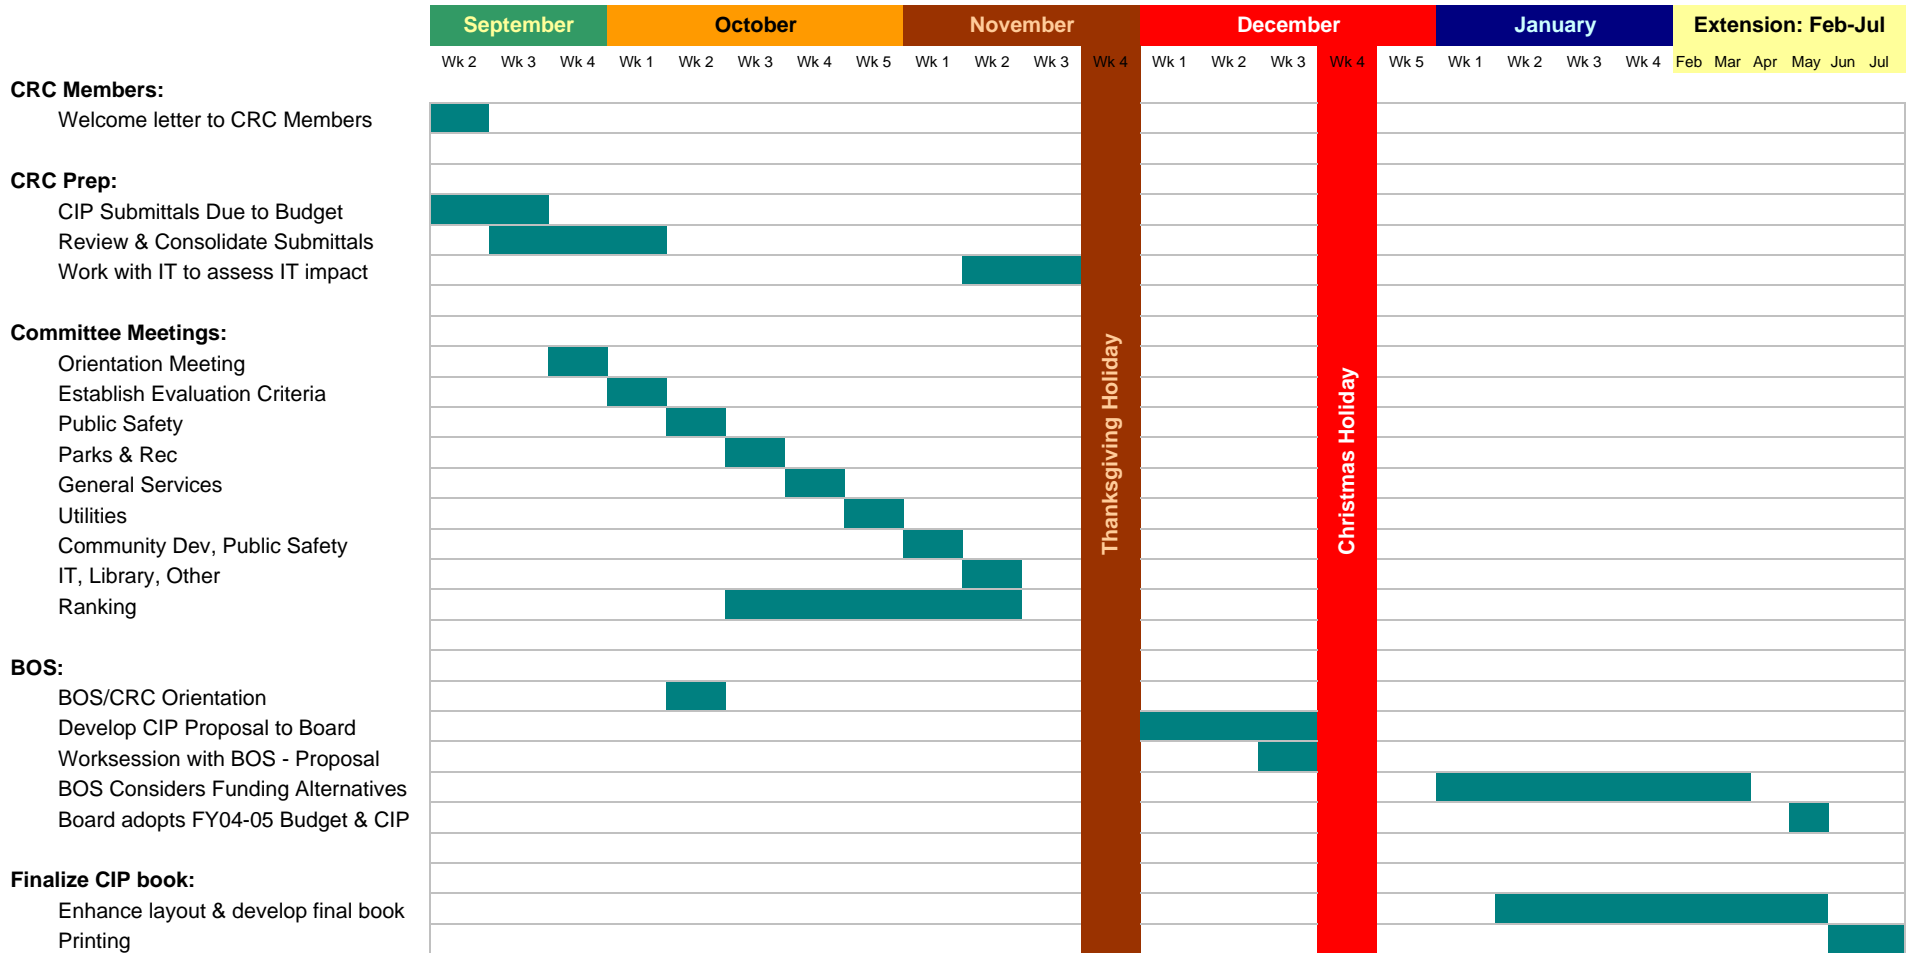 September October November December January Extension: Feb-Jul
Wk 2 Wk 3 Wk 4 Wk 1 Wk 2 Wk 3 Wk 4 Wk 5 Wk 1 Wk 2 Wk 3 Wk 4 Wk 1 Wk 2 Wk 3 Wk 4 Wk 5 Wk 1 Wk 2 Wk 3 Wk 4 Feb Mar Apr May Jun Jul
CRC Members:
Welcome letter to CRC Members
CRC Prep:
CIP Submittals Due to Budget
Review & Consolidate Submittals
Work with IT to assess IT impact
Committee Meetings:
Orientation Meeting
Establish Evaluation Criteria
Public Safety
Parks & Rec
General Services
Utilities
Community Dev, Public Safety
IT, Library, Other
Ranking
Thanksgiving Holiday
Christmas Holiday
BOS:
BOS/CRC Orientation
Develop CIP Proposal to Board
Worksession with BOS - Proposal
BOS Considers Funding Alternatives
Board adopts FY04-05 Budget & CIP
Finalize CIP book:
Enhance layout & develop final book
Printing